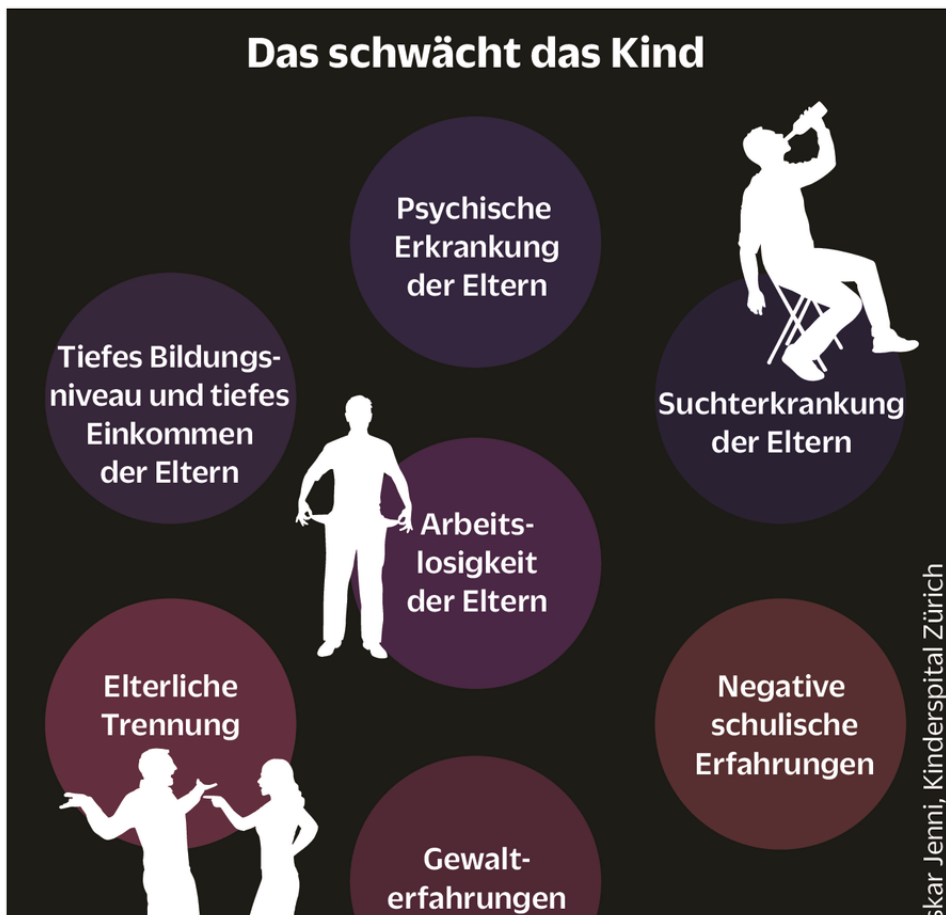 Das schwächt das Kind
Psychische
Erkrankung
der Eltern
Tiefes Bildungs-
niveau und tiefes
Einkommen
der Eltern
Suchterkrankung
der Eltern
Arbeits-
losigkeit
der Eltern
Elterliche
Trennung
Negative
schulische
Erfahrungen
Gewalt-
erfahrungen
Jenni, Kinderspital Zürich